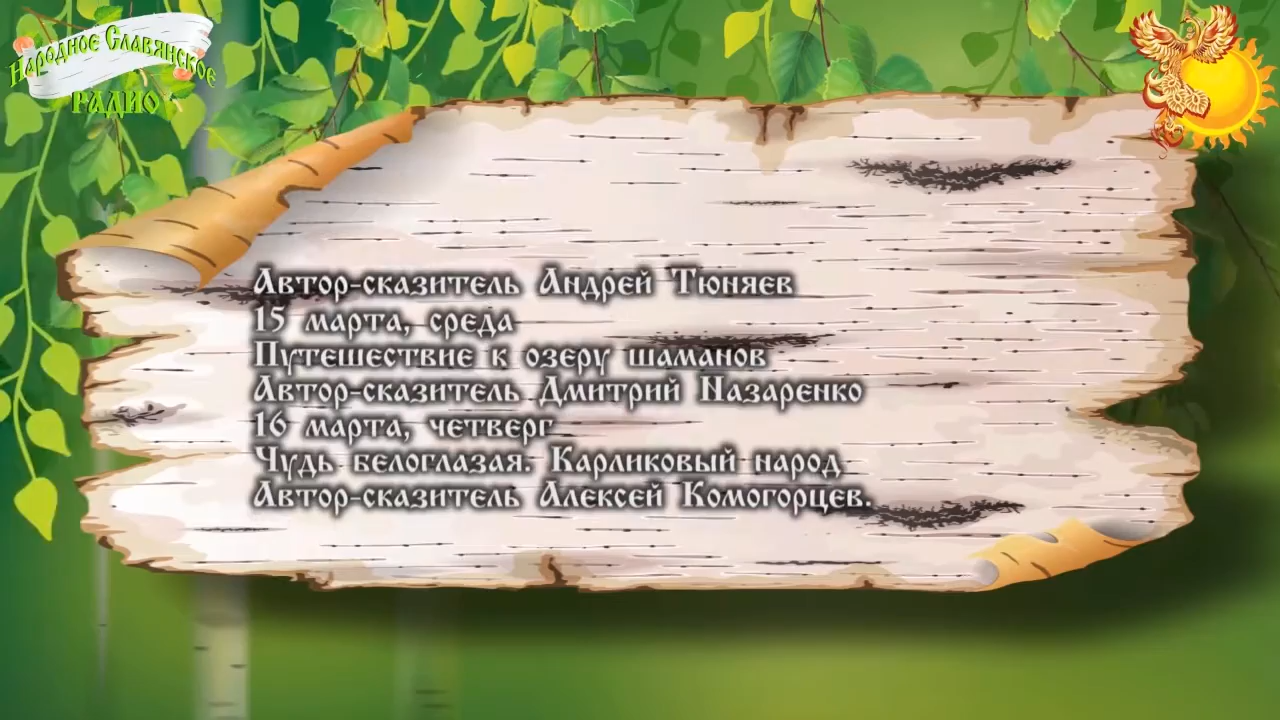 Народное Славянское
РАДИО
Автор-сказитель Андрей Тюняев
15 марта, среда
Путешествие к озеру шаманов
Автор-сказитель Дмитрий Назаренко
16 марта, четверг
Чудь белоглазая. Карликовый народ
Автор-сказитель Алексей Комогорцев.